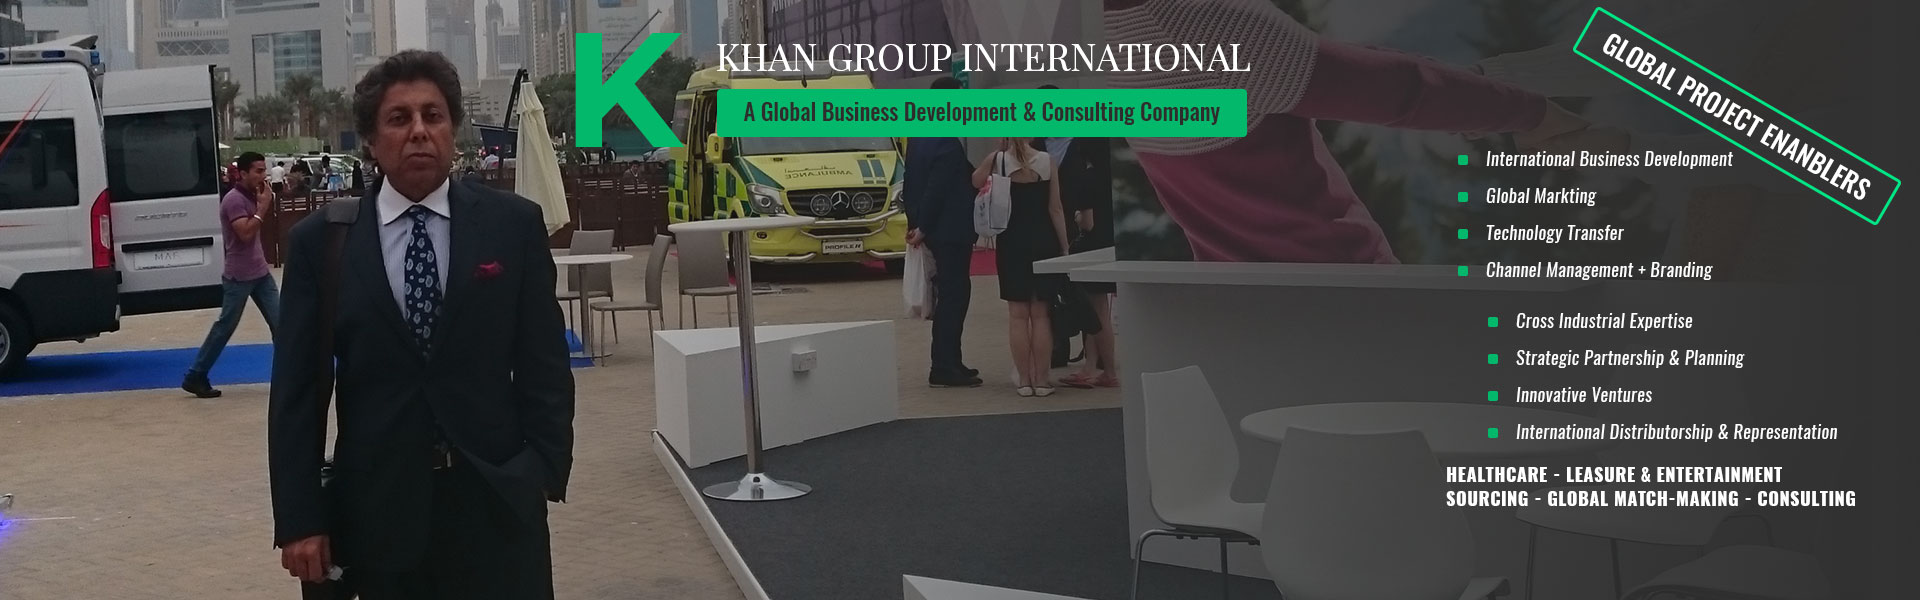 K
KHAN GROUP INTERNATIONAL
A Global Business Development & Consulting Company
GLOBAL PROJECT ENANBLERS
International Business Development
Global Markting
Technology Transfer
Channel Management + Branding
Cross Industrial Expertise
Strategic Partnership & Planning
Innovative Ventures
International Distributorship & Representation
HEALTHCARE - LEASURE & ENTERTAINMENT
SOURCING - GLOBAL MATCH-MAKING - CONSULTING
AMBULANCE
PROFILE
DUCATO